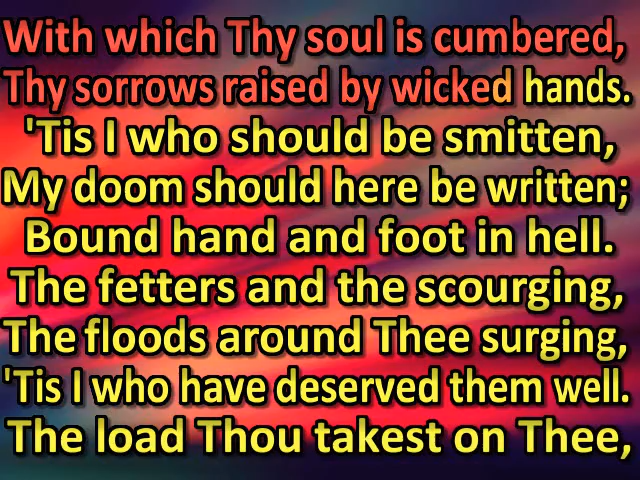 With which Thy soul is cumbered,
Thy sorrows raised by wicked hands.
'Tis I who should be smitten,
My doom should here be written;
Bound hand and foot in hell.
The fetters and the scourging,
The floods around Thee surging,
'Tis I who have deserved them well.
The load Thou takest on Thee,